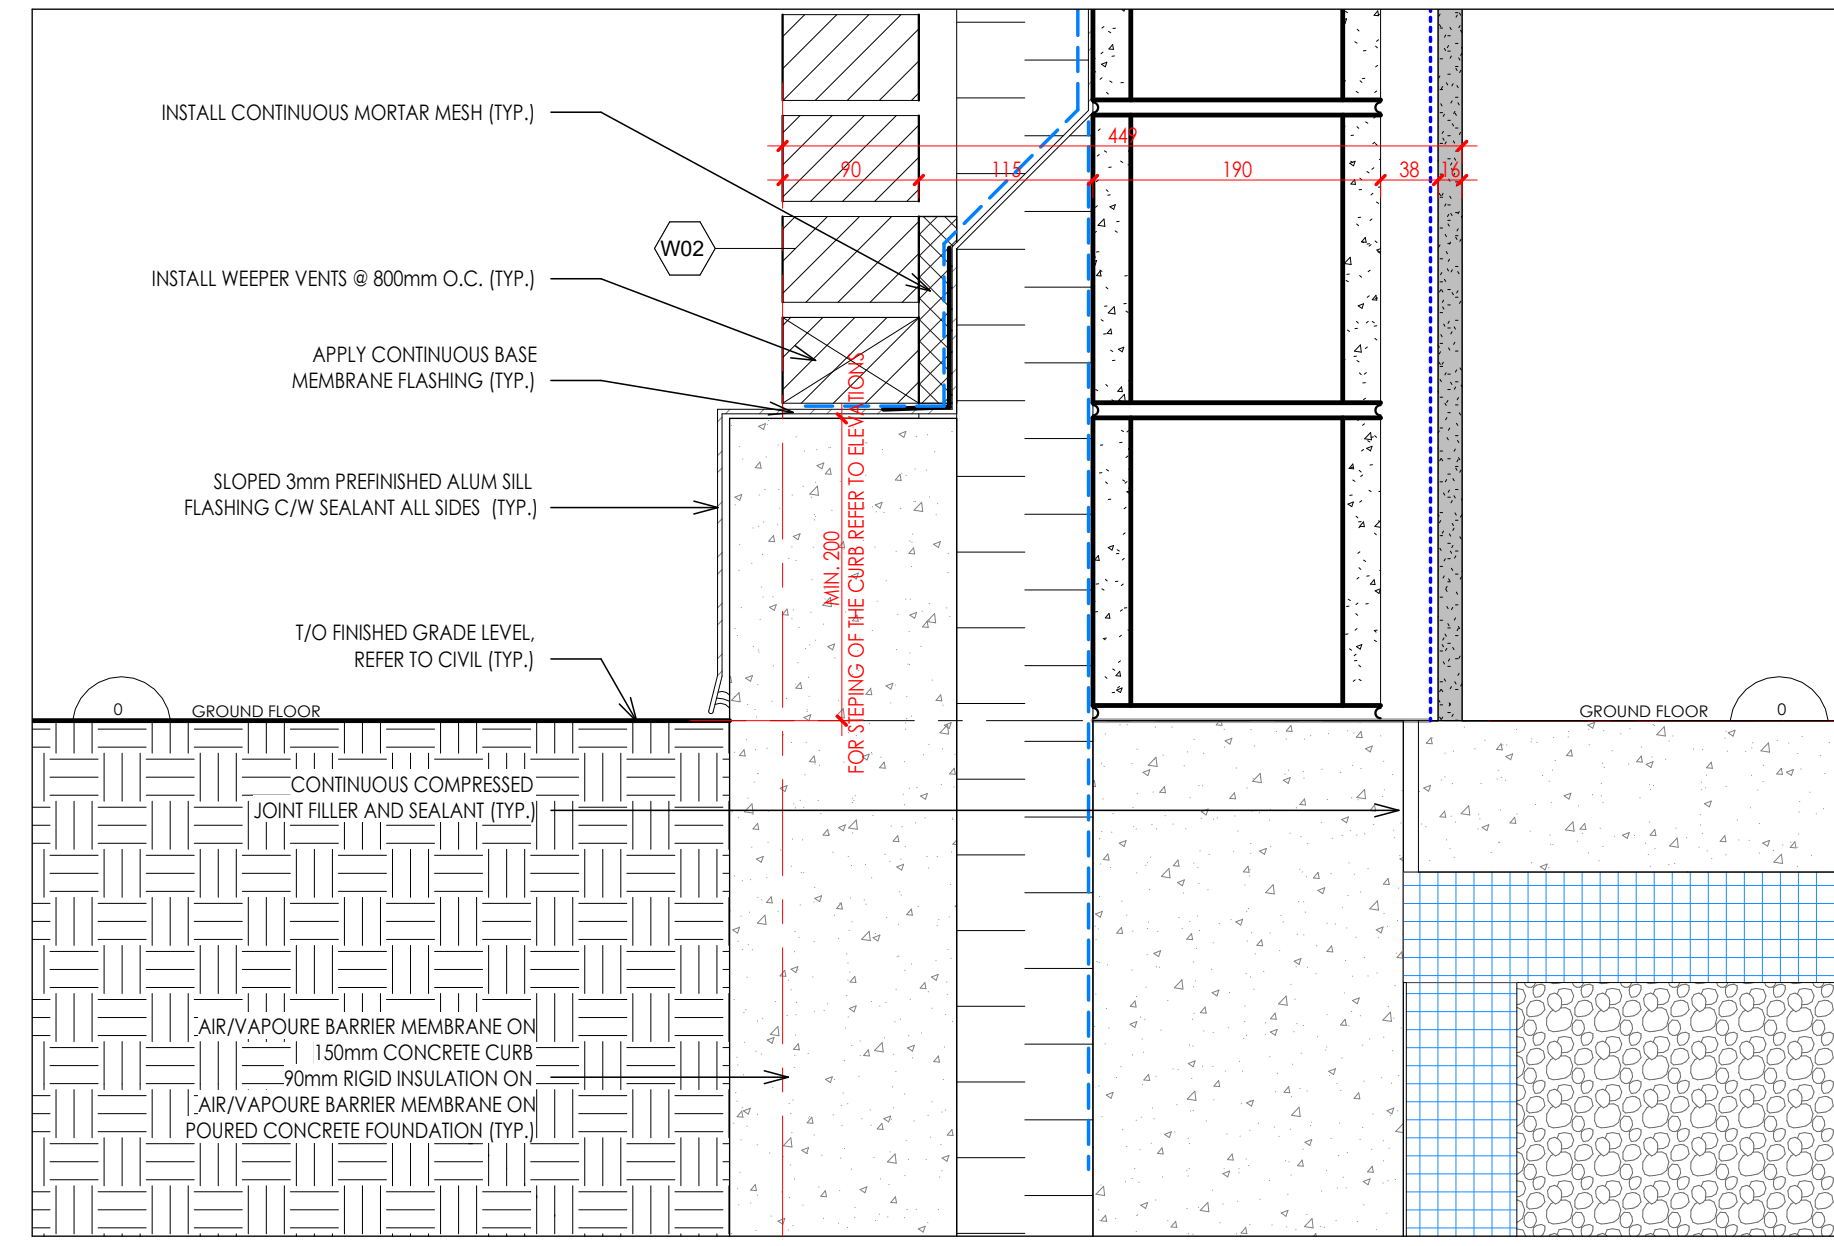 INSTALL CONTINUOUS MORTAR MESH (TYP.)
449
90
115
190
38
16
W02
INSTALL WEEPER VENTS @ 800mm O.C. (TYP.)
APPLY CONTINUOUS BASE
MEMBRANE FLASHING (TYP.)
SLOPED 3mm PREFINISHED ALUM SILL
FLASHING C/W SEALANT ALL SIDES (TYP.)
MIN. 200
FOR STEPING OF THE CURB REFER TO ELEVATIONS
T/O FINISHED GRADE LEVEL,
REFER TO CIVIL (TYP.)
0
GROUND FLOOR
GROUND FLOOR
0
CONTINUOUS COMPRESSED
JOINT FILLER AND SEALANT (TYP.)
AIR/VAPOURE BARRIER MEMBRANE ON
150mm CONCRETE CURB
90mm RIGID INSULATION ON
AIR/VAPOURE BARRIER MEMBRANE ON
POURED CONCRETE FOUNDATION (TYP.)